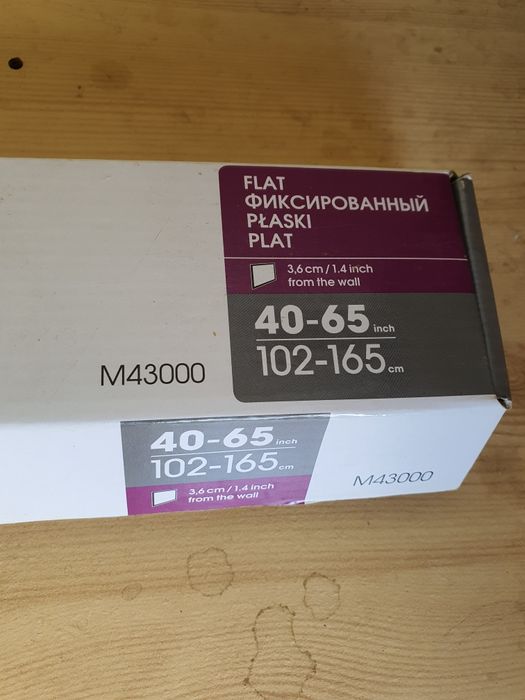 FLAT
ФИКСИРОВАННЫЙ
PŁASKI
PLAT
3,6 cm / 1.4 inch
from the wall
40-65 inch
102-165 cm
M43000
40-65 inch
102-165 cm
3,6 cm / 1.4 inch
from the wall
M43000